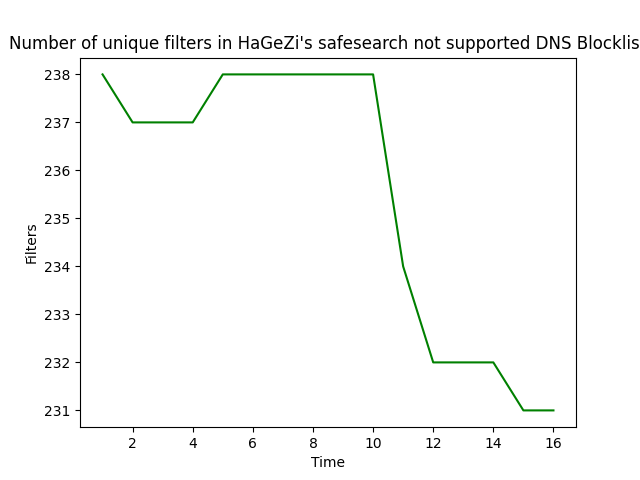 Number of unique filters in HaGeZi's safesearch not supported DNS Blocklis
238
237
236
235
234
233
232
231
Filters
2 4 6 8 10 12 14 16
Time